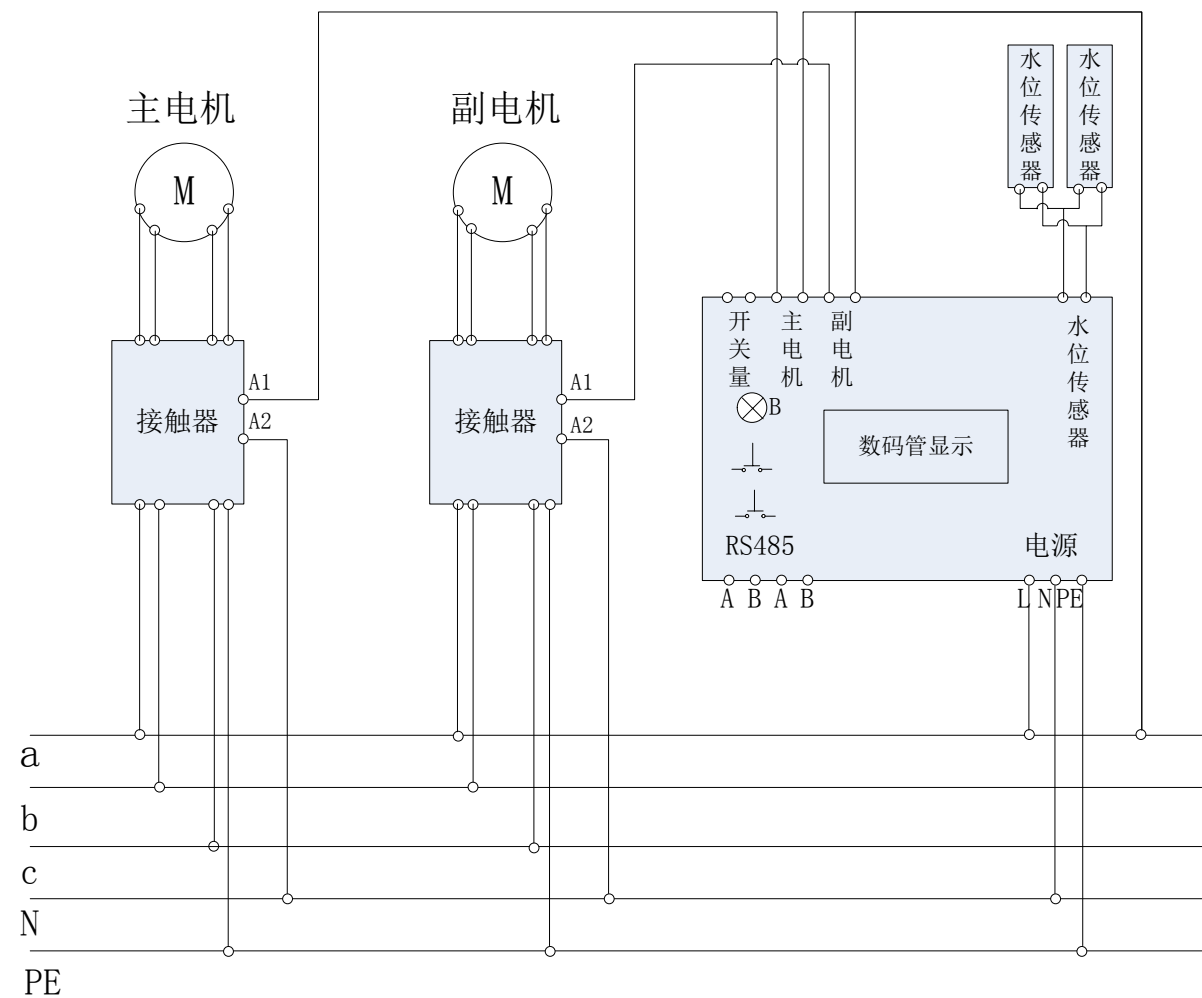 主电机
M
副电机
M
水位传感器
水位传感器
接触器
A1
A2
接触器
A1
A2
开关量
主电机
副电机
水位传感器
B
数码管显示
RS485
电源
A B A B
L N PE
a
b
c
N
PE